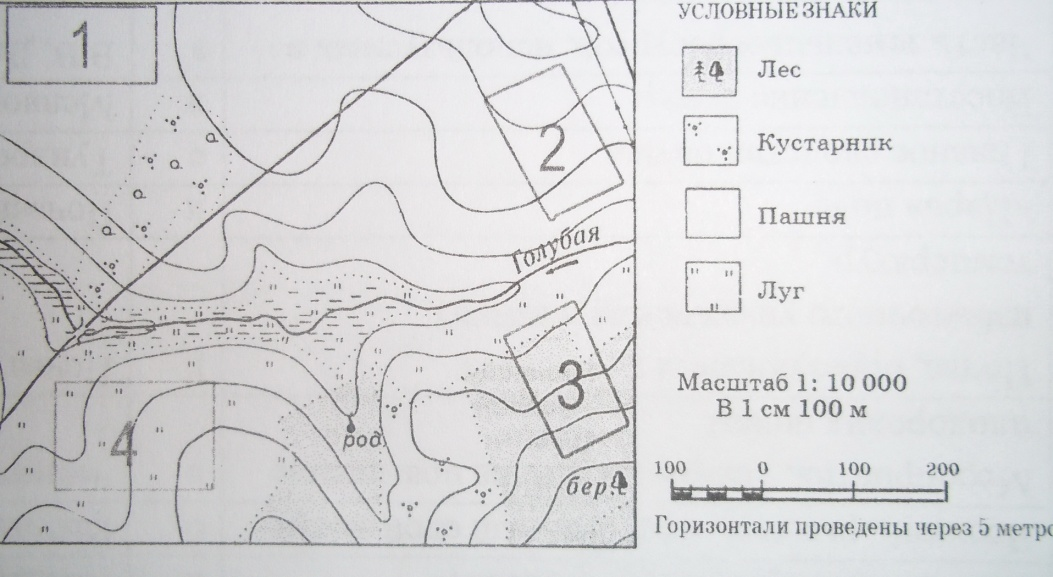 1
2
Голубая
3
4
род
бер.
УСЛОВНЫЕ ЗНАКИ
Лес
Кустарник
Пашня
Луг
Масштаб 1: 10 000
В 1 см 100 м
100 0 100 200
Горизонтали проведены через 5 метро